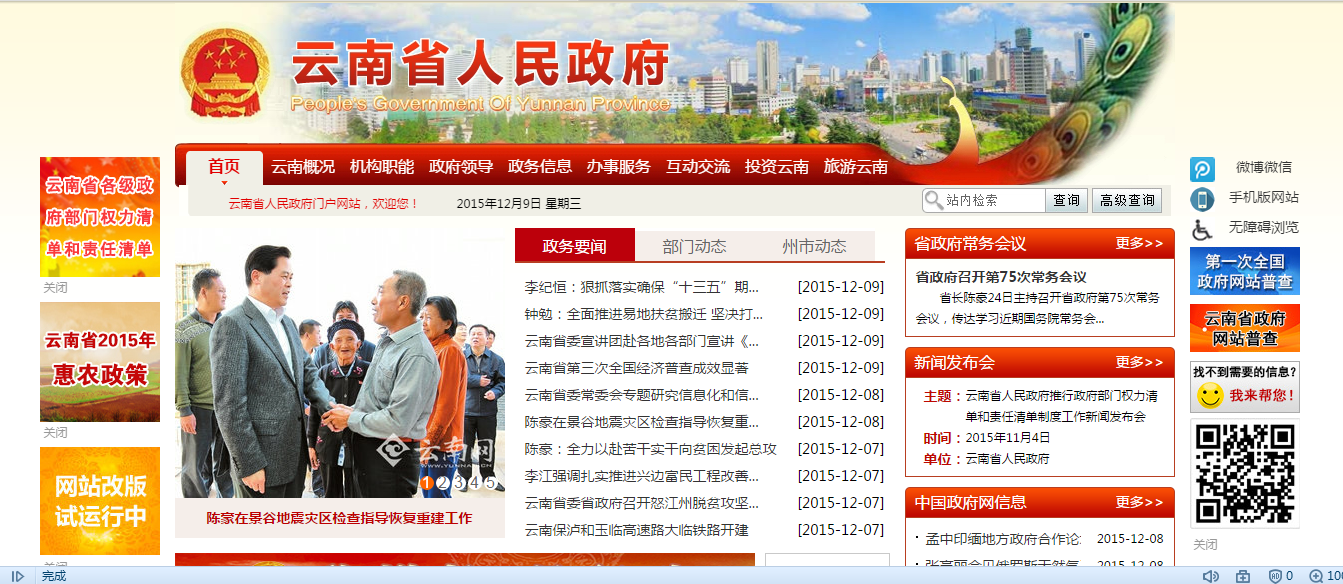 云南省人民政府
People's Government Of Yunnan Province
首页 云南概况 机构职能 政府领导 政务信息 办事服务 互动交流 投资云南 旅游云南
云南省人民政府门户网站，欢迎您！ 2015年12月9日 星期三
站内检索 查询 高级查询
云南省各级政
府部门权力清
单和责任清单
关闭
云南省2015年
惠农政策
关闭
网站改版
试运行中
关闭
云南网
WWW.YUNNAN.CN
1 2 3 4 5
陈豪在景谷地震灾区检查指导恢复重建工作
政务要闻 部门动态 州市动态
李纪恒：狠抓落实确保“十三五”期... [2015-12-09]
钟勉：全面推进易地扶贫搬迁 坚决打... [2015-12-09]
云南省委宣讲团赴各地各部门宣讲《... [2015-12-09]
云南省第三次全国经济普查成效显著 [2015-12-09]
云南省委常委会专题研究信息化和信... [2015-12-08]
陈豪在景谷地震灾区检查指导恢复重... [2015-12-08]
陈豪：全力以赴苦干实干向贫困发起总攻 [2015-12-07]
李江强调扎实推进兴边富民工程改善... [2015-12-07]
云南省委省政府召开怒江州脱贫攻坚... [2015-12-07]
云南保泸和玉临高速路大临铁路开建 [2015-12-07]
省政府常务会议 更多>>
省政府召开第75次常务会议
省长陈豪24日主持召开省政府第75次常务
会议，传达学习近期国务院常务会...
新闻发布会 更多>>
主题：云南省人民政府推行政府部门权力清
单和责任清单制度工作新闻发布会
时间：2015年11月4日
单位：云南省人民政府
中国政府网信息 更多>>
孟中印缅地方政府合作论: 2015-12-08
张高丽会见俄罗斯天然气 2015-12-08
微博微信
手机版网站
无障碍浏览
第一次全国
政府网站普查
云南省政府
网站普查
找不到需要的信息?
我来帮您!
关闭
完成 0 100